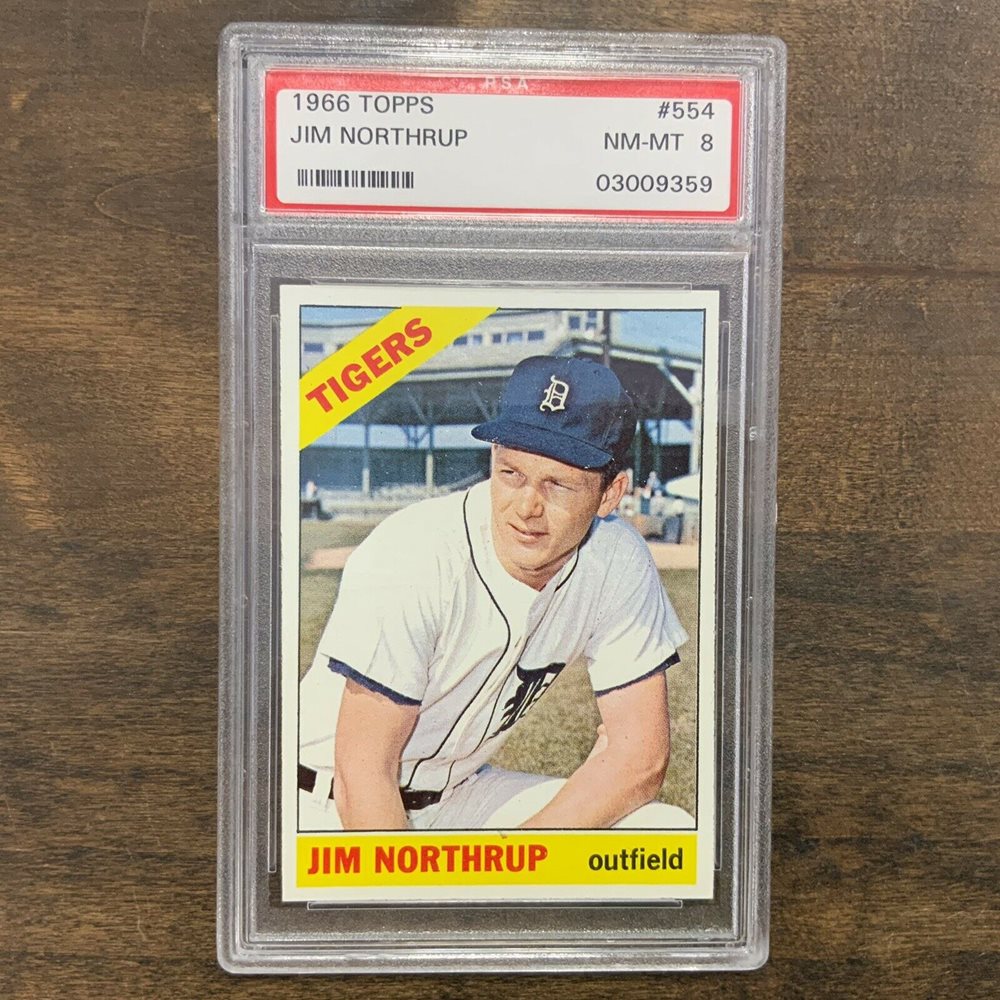 PSA
1966 TOPPS #554
JIM NORTHRUP NM-MT 8
03009359
TIGERS
D
D
JIM NORTHRUP outfield